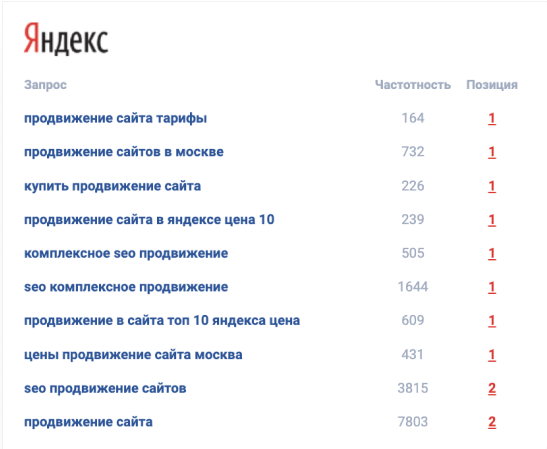 Яндекс
Запрос Частотность Позиция
продвижение сайта тарифы 164 1
продвижение сайтов в москве 732 1
купить продвижение сайта 226 1
продвижение сайта в яндексе цена 10 239 1
комплексное seo продвижение 505 1
seo комплексное продвижение 1644 1
продвижение в сайта топ 10 яндекса цена 609 1
цены продвижение сайта москва 431 1
seo продвижение сайтов 3815 2
продвижение сайта 7803 2